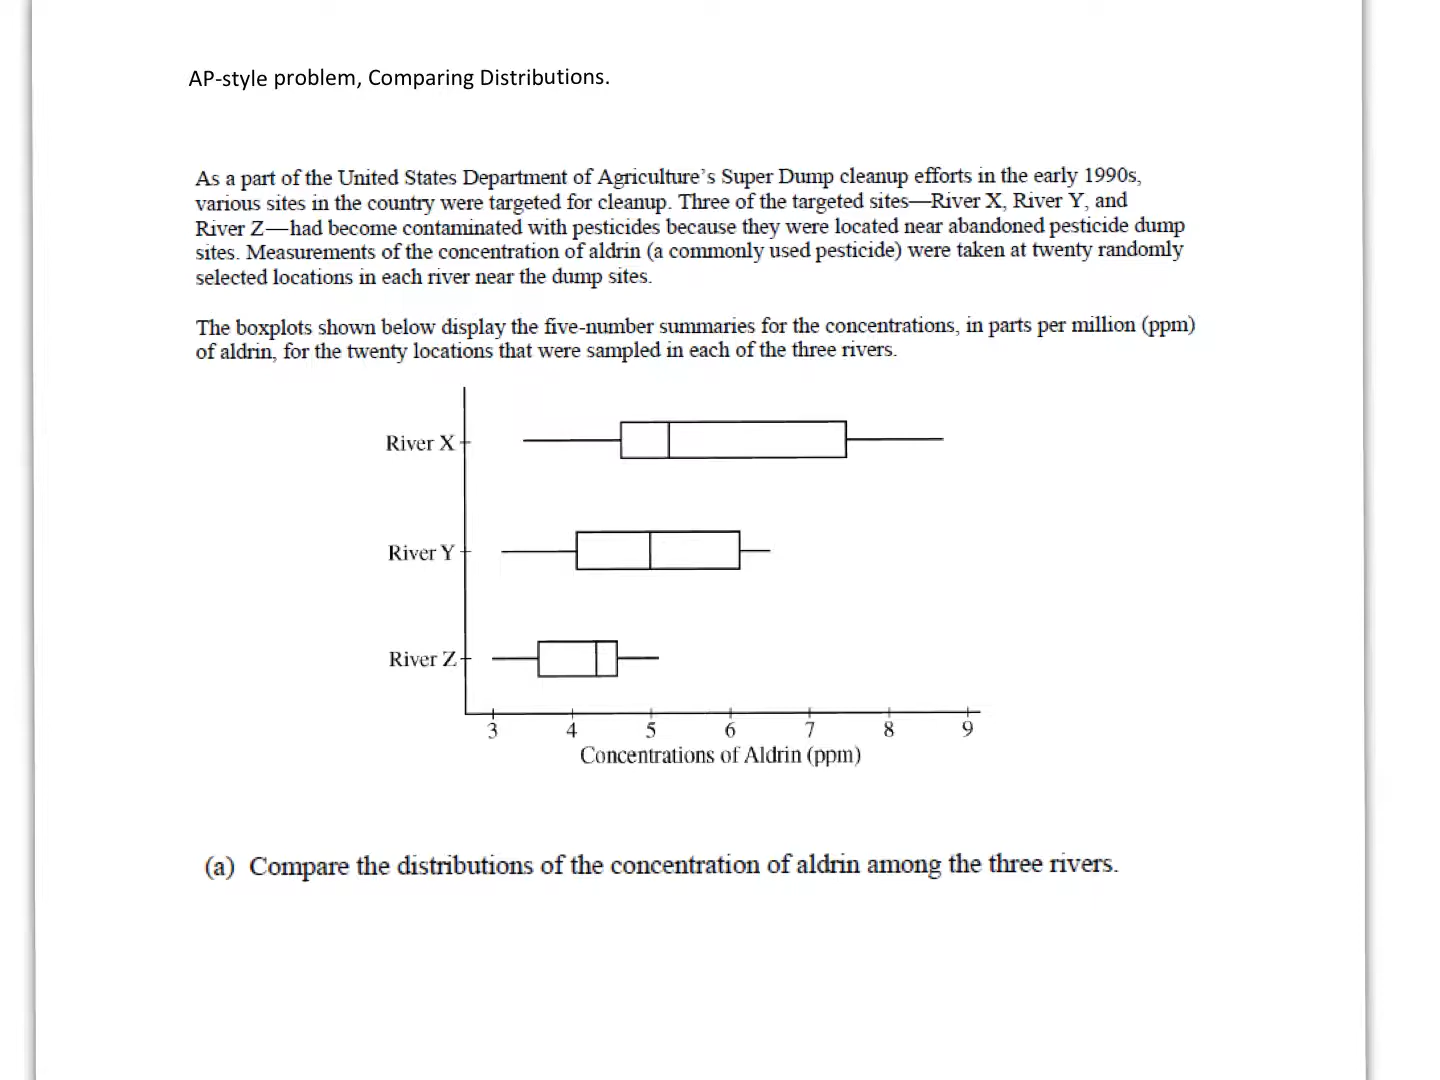 AP-style problem, Comparing Distributions.
As a part of the United States Department of Agriculture's Super Dump cleanup efforts in the early 1990s,
various sites in the country were targeted for cleanup. Three of the targeted sites—River X, River Y, and
River Z—had become contaminated with pesticides because they were located near abandoned pesticide dump
sites. Measurements of the concentration of aldrin (a commonly used pesticide) were taken at twenty randomly
selected locations in each river near the dump sites.
The boxplots shown below display the five-number summaries for the concentrations, in parts per million (ppm)
of aldrin, for the twenty locations that were sampled in each of the three rivers.
River X
River Y
River Z
3 4 5 6 7 8 9
Concentrations of Aldrin (ppm)
(a) Compare the distributions of the concentration of aldrin among the three rivers.